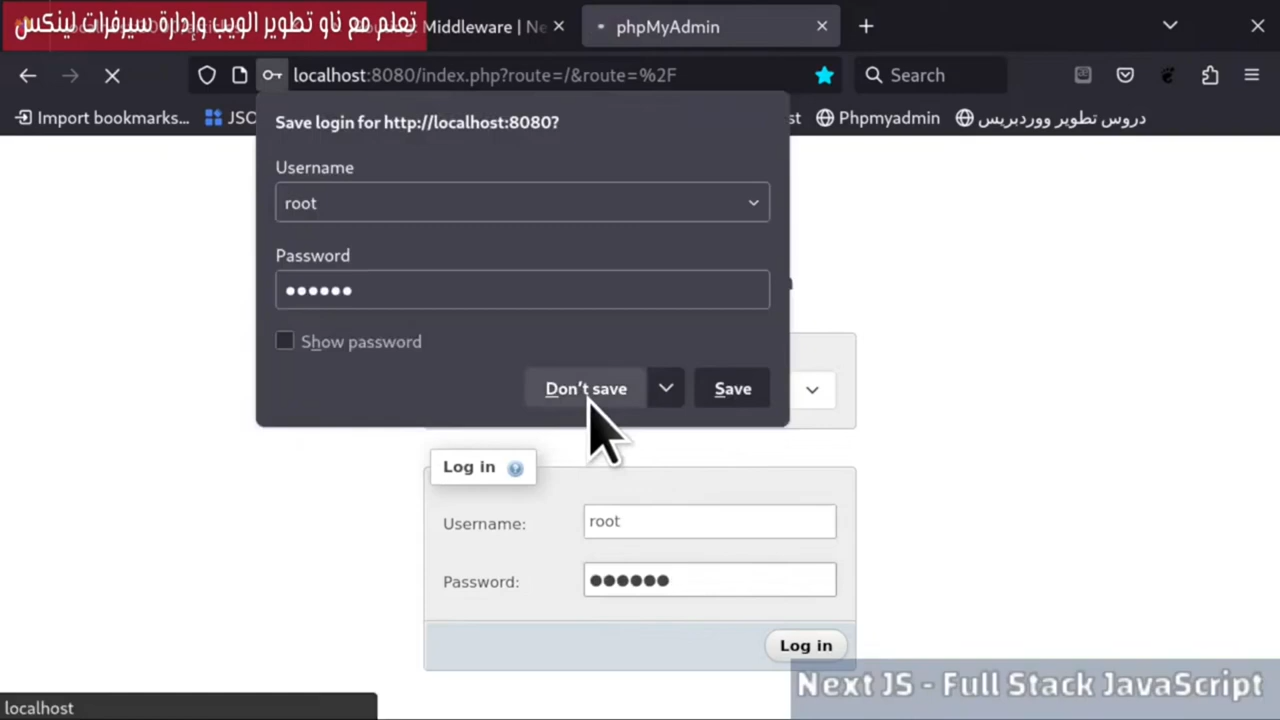 تعلم مع ناو تطوير الويب وإدارة سيرفرات لينكس
Middleware | Ne
phpMyAdmin
localhost:8080/index.php?route=/&route=%2F
Search
Import bookmarks...
JSO
st
Phpmyadmin
دروس تطوير ووردبريس
Save login for http://localhost:8080?
Username
root
Password
Show password
Don't save
Save
Log in
Username:
root
Password:
Log in
Next JS - Full Stack JavaScript
localhost